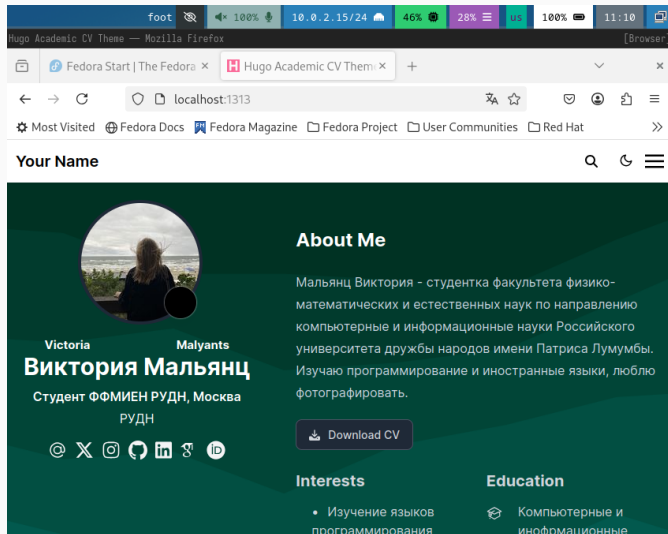 foot 100% 10.0.2.15/24 46% 28% us 100% 11:10
Hugo Academic CV Theme — Mozilla Firefox [Browser
Fedora Start | The Fedora × Hugo Academic CV Them × +
localhost:1313
Most Visited Fedora Docs Fedora Magazine Fedora Project User Communities Red Hat
Your Name
About Me
Мальянц Виктория - студентка факультета физико-
математических и естественных наук по направлению
компьютерные и информационные науки Российского
университета дружбы народов имени Патриса Лумумбы.
Изучаю программирование и иностранные языки, люблю
фотографировать.
Victoria Malyants
Виктория Мальянц
Студент ФФМИЕН РУДН, Москва
РУДН
Download CV
Interests
Изучение языков
программирования
Education
Компьютерные и
инофрмационные